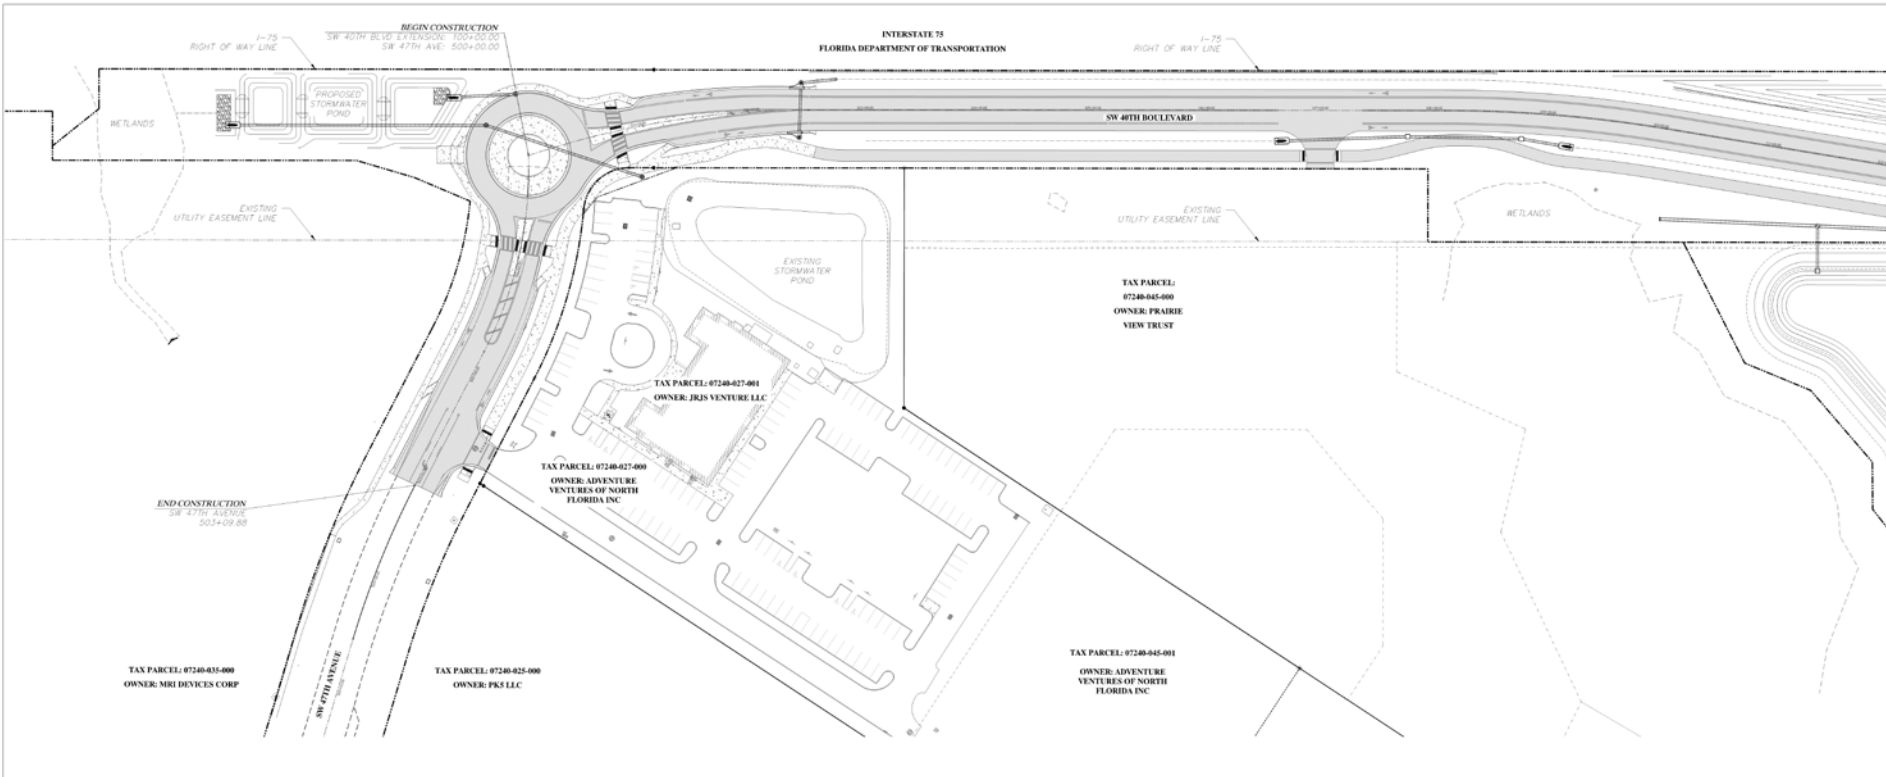 BEGIN CONSTRUCTION
SW 40TH BLVD EXTENSION: 100+00.00
SW 47TH AVE: 500+00.00
I-75
RIGHT OF WAY LINE
INTERSTATE 75
FLORIDA DEPARTMENT OF TRANSPORTATION
I-75
RIGHT OF WAY LINE
PROPOSED
STORMWATER
POND
WETLANDS
SW 40TH BOULEVARD
EXISTING
UTILITY EASEMENT LINE
EXISTING
UTILITY EASEMENT LINE
WETLANDS
EXISTING
STORMWATER
POND
TAX PARCEL:
07240-045-000
OWNER: PRAIRIE
VIEW TRUST
TAX PARCEL: 07240-027-001
OWNER: JRJS VENTURE LLC
TAX PARCEL: 07240-027-000
OWNER: ADVENTURE
VENTURES OF NORTH
FLORIDA INC
END CONSTRUCTION
SW 47TH AVENUE
503+09.88
TAX PARCEL: 07240-035-000
OWNER: MRI DEVICES CORP
SW 47TH AVENUE
TAX PARCEL: 07240-025-000
OWNER: PK5 LLC
TAX PARCEL: 07240-045-001
OWNER: ADVENTURE
VENTURES OF NORTH
FLORIDA INC